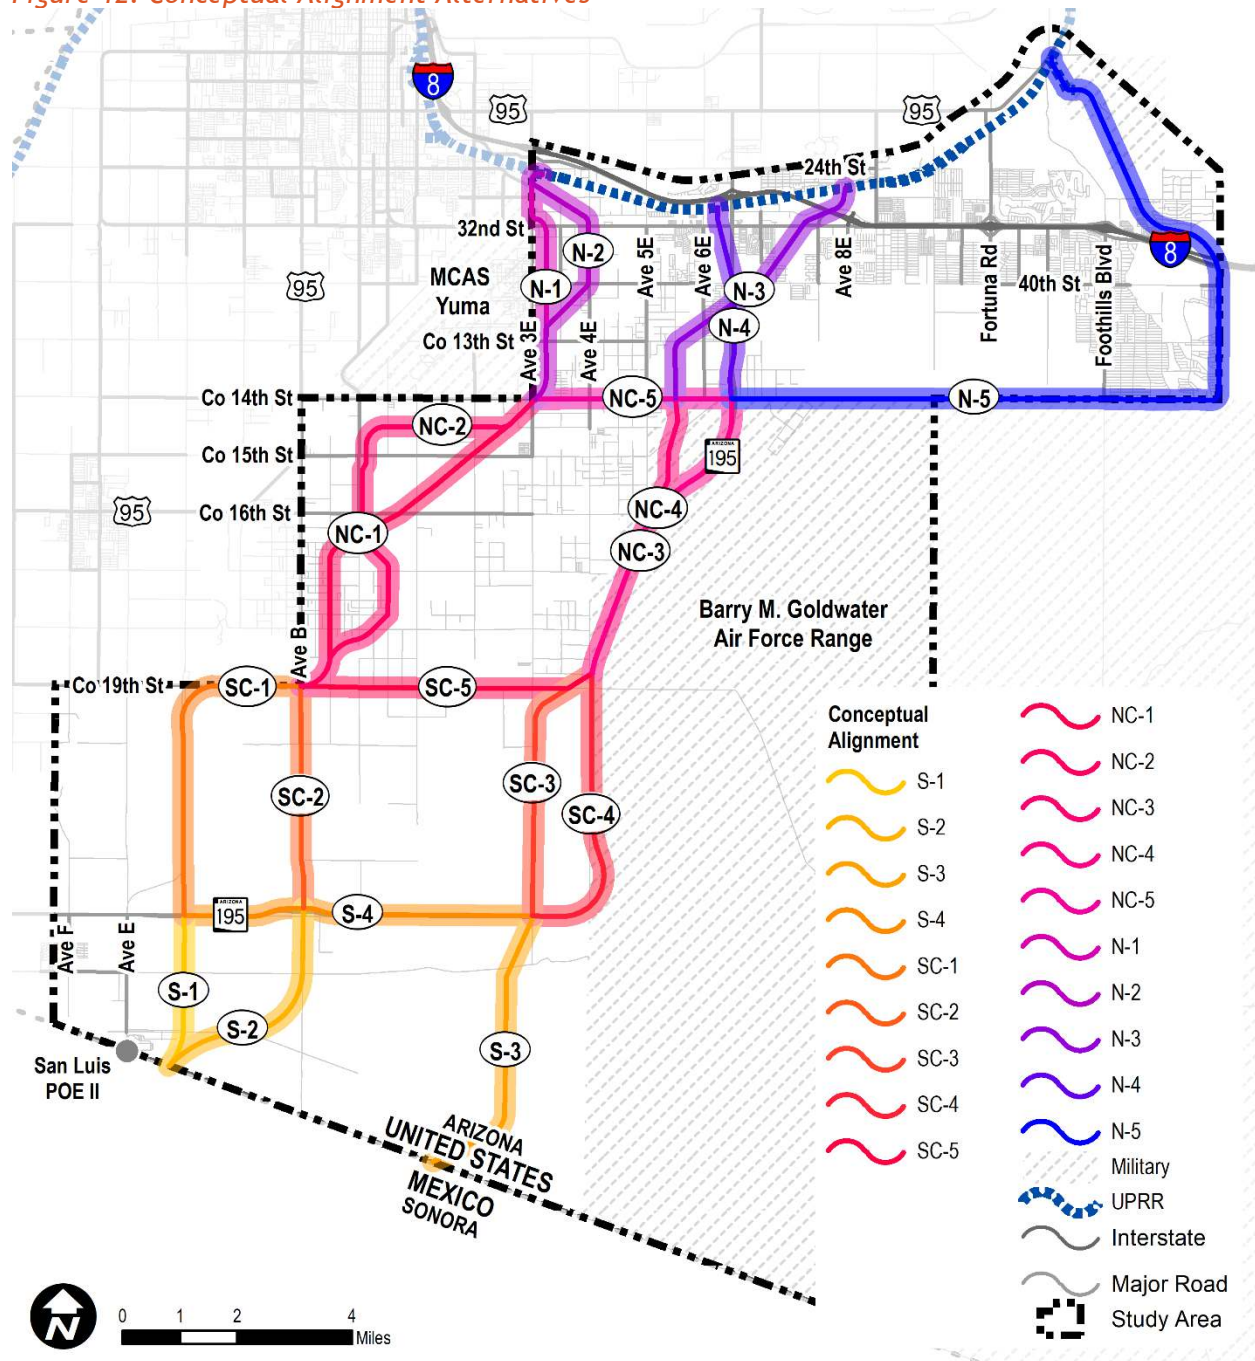 Figure 42: Conceptual Alignment Alternatives
8
95
95
24th St
32nd St
N-2
MCAS
Yuma
95
N-1
Ave 3E
Ave 4E
Ave 5E
Ave 6E
Ave 8E
N-3
N-4
Fortuna Rd
40th St
Foothills Blvd
8
Co 13th St
Co 14th St
NC-5
N-5
NC-2
Co 15th St
ARIZONA
195
95
Co 16th St
NC-4
NC-1
NC-3
Barry M. Goldwater
Air Force Range
Ave B
Co 19th St
SC-1
SC-5
SC-2
SC-3
SC-4
ARIZONA
195
S-4
Ave F
Ave E
S-1
S-2
S-3
San Luis
POE II
ARIZONA
UNITED STATES
MEXICO
SONORA
Conceptual
Alignment
S-1
S-2
S-3
S-4
SC-1
SC-2
SC-3
SC-4
SC-5
NC-1
NC-2
NC-3
NC-4
NC-5
N-1
N-2
N-3
N-4
N-5
Military
UPRR
Interstate
Major Road
Study Area
N
0 1 2 4
Miles